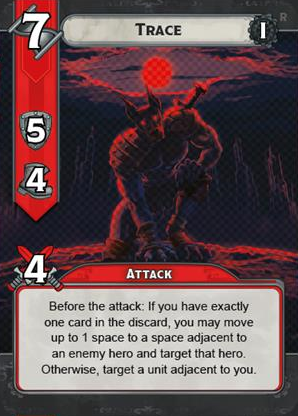 7
TRACE
I
R
5
4
4
ATTACK
Before the attack: If you have exactly
one card in the discard, you may move
up to 1 space to a space adjacent to
an enemy hero and target that hero.
Otherwise, target a unit adjacent to you.